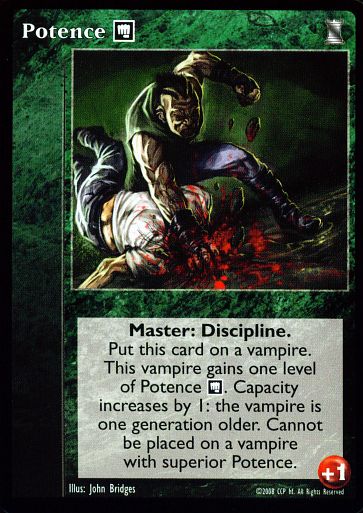 Potence
Master: Discipline.
Put this card on a vampire.
This vampire gains one level
of Potence . Capacity
increases by 1: the vampire is
one generation older. Cannot
be placed on a vampire
with superior Potence.
+1
Illus: John Bridges
©2008 CCP hf. All Rights Reserved